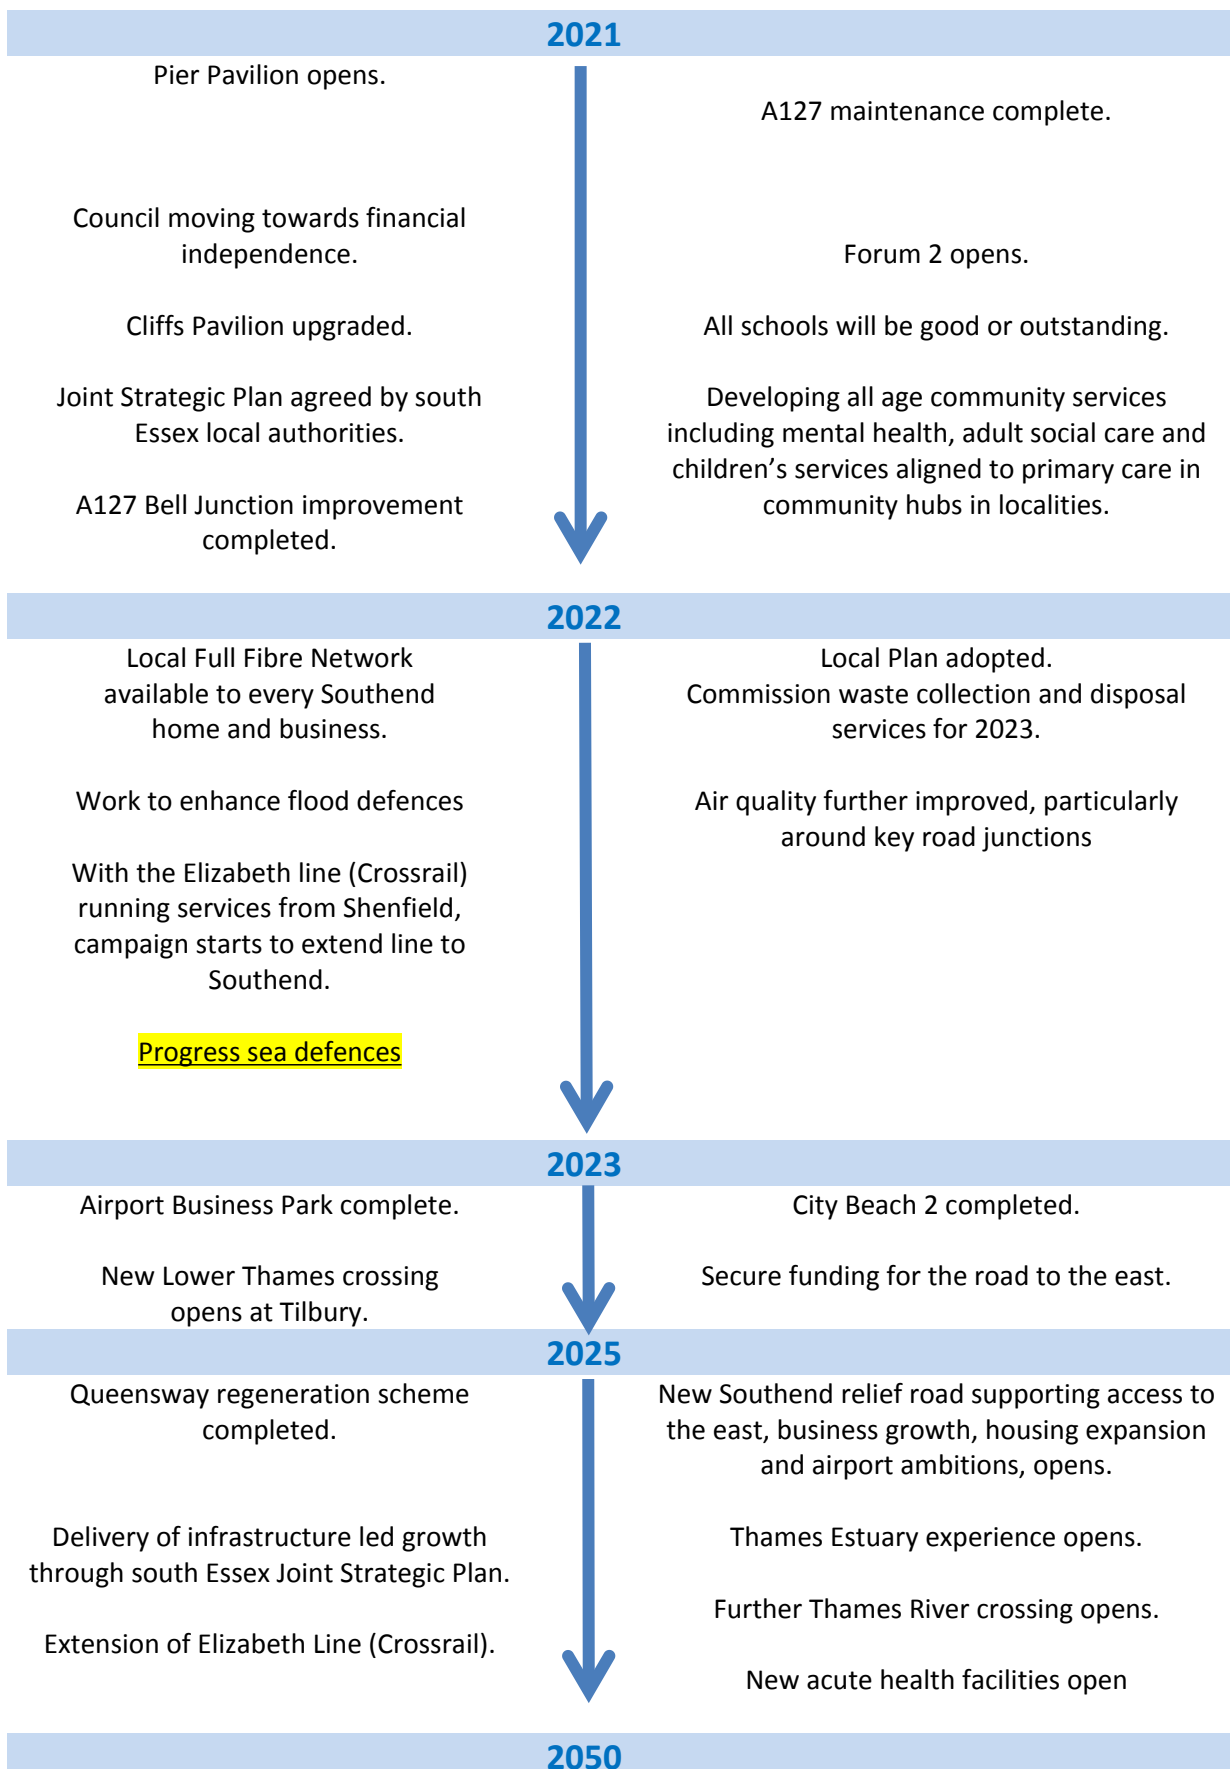 2021
Pier Pavilion opens.
A127 maintenance complete.
Council moving towards financial
independence.
Forum 2 opens.
Cliffs Pavilion upgraded.
All schools will be good or outstanding.
Joint Strategic Plan agreed by south
Essex local authorities.
Developing all age community services
including mental health, adult social care and
children’s services aligned to primary care in
community hubs in localities.
A127 Bell Junction improvement
completed.
2022
Local Full Fibre Network
available to every Southend
home and business.
Local Plan adopted.
Commission waste collection and disposal
services for 2023.
Work to enhance flood defences
Air quality further improved, particularly
around key road junctions
With the Elizabeth line (Crossrail)
running services from Shenfield,
campaign starts to extend line to
Southend.
Progress sea defences
2023
Airport Business Park complete.
City Beach 2 completed.
New Lower Thames crossing
opens at Tilbury.
Secure funding for the road to the east.
2025
Queensway regeneration scheme
completed.
New Southend relief road supporting access to
the east, business growth, housing expansion
and airport ambitions, opens.
Delivery of infrastructure led growth
through south Essex Joint Strategic Plan.
Thames Estuary experience opens.
Further Thames River crossing opens.
Extension of Elizabeth Line (Crossrail).
New acute health facilities open
2050